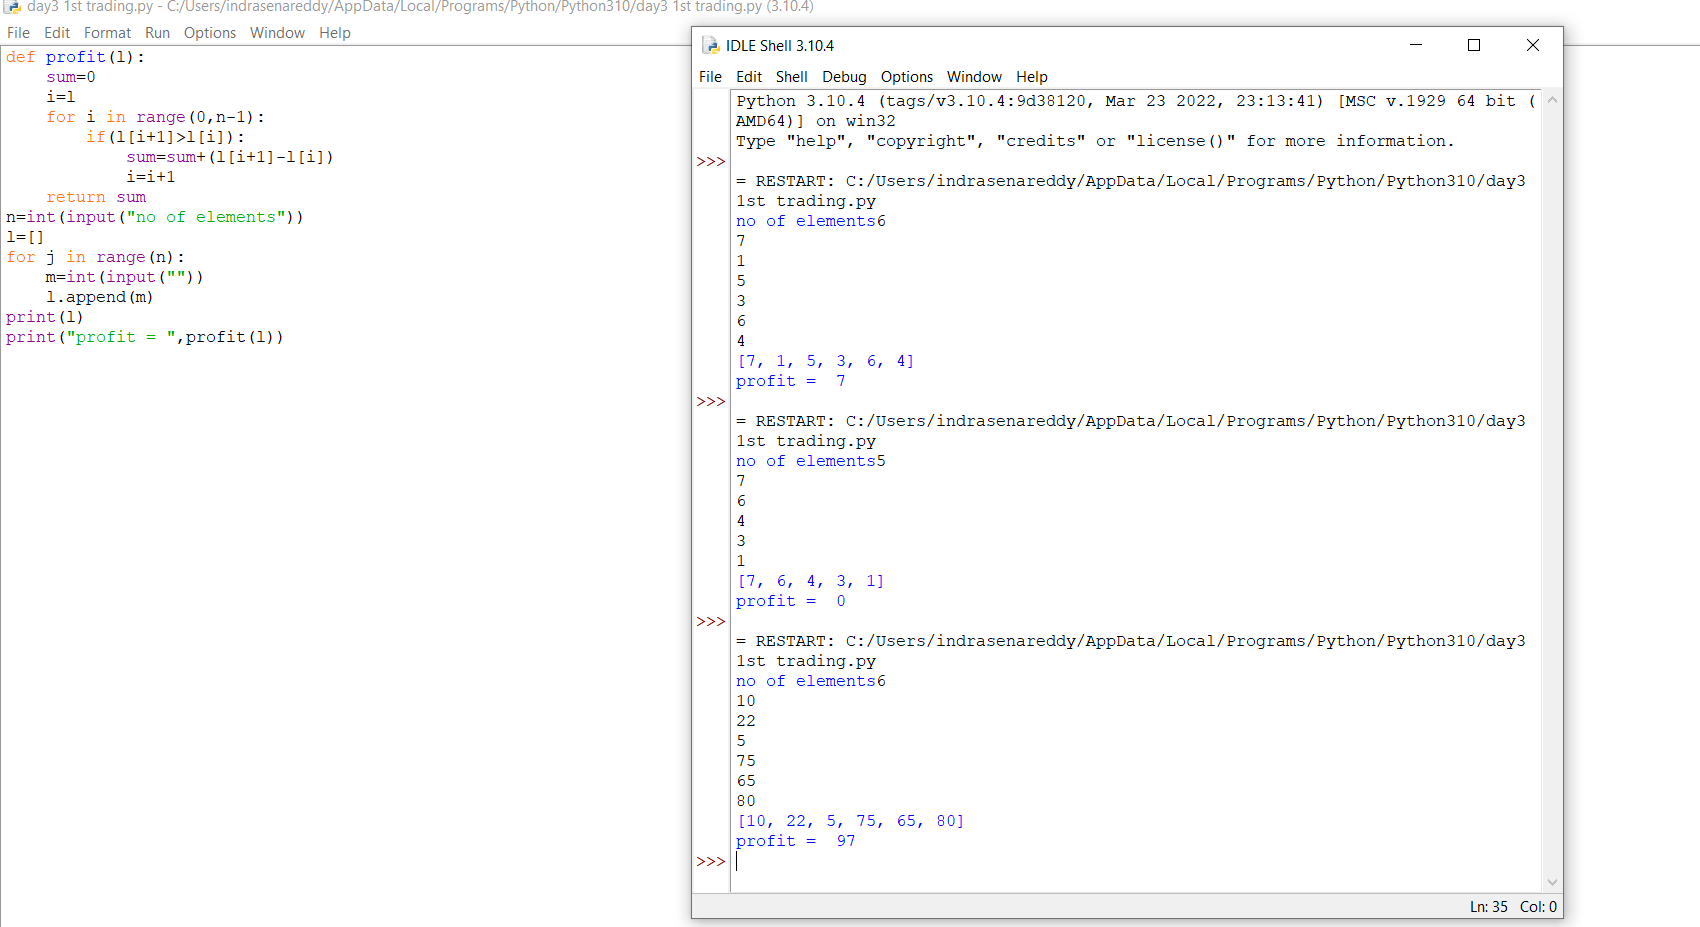 day3 1st trading.py - C:/Users/indrasenareddy/AppData/Local/Programs/Python/Python310/day3 1st trading.py (3.10.4)
File Edit Format Run Options Window Help
def profit(l):
    sum=0
    i=l
    for i in range(0,n-1):
        if(l[i+1]>l[i]):
            sum=sum+(l[i+1]-l[i])
            i=i+1
    return sum
n=int(input("no of elements"))
l=[]
for j in range(n):
    m=int(input(""))
    l.append(m)
print(l)
print("profit = ",profit(l))
IDLE Shell 3.10.4
File Edit Shell Debug Options Window Help
Python 3.10.4 (tags/v3.10.4:9d38120, Mar 23 2022, 23:13:41) [MSC v.1929 64 bit (
AMD64)] on win32
Type "help", "copyright", "credits" or "license()" for more information.
>>>
= RESTART: C:/Users/indrasenareddy/AppData/Local/Programs/Python/Python310/day3
1st trading.py
no of elements6
7
1
5
3
6
4
[7, 1, 5, 3, 6, 4]
profit =  7
>>>
= RESTART: C:/Users/indrasenareddy/AppData/Local/Programs/Python/Python310/day3
1st trading.py
no of elements5
7
6
4
3
1
[7, 6, 4, 3, 1]
profit =  0
>>>
= RESTART: C:/Users/indrasenareddy/AppData/Local/Programs/Python/Python310/day3
1st trading.py
no of elements6
10
22
5
75
65
80
[10, 22, 5, 75, 65, 80]
profit =  97
>>>
Ln: 35 Col: 0